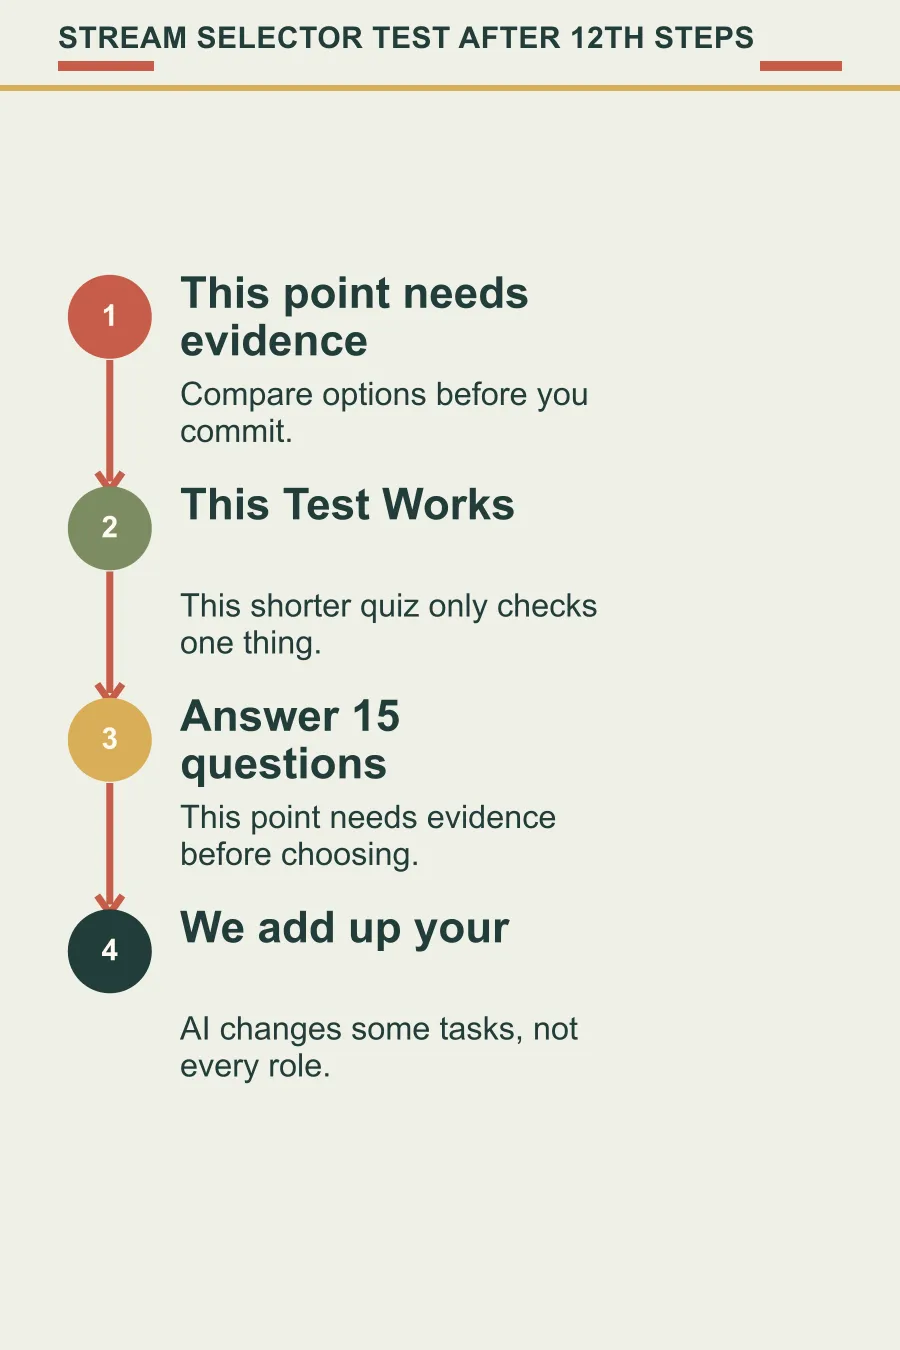 STREAM SELECTOR TEST AFTER 12TH STEPS
1
This point needs
evidence
Compare options before you
commit.
2
This Test Works
This shorter quiz only checks
one thing.
3
Answer 15
questions
This point needs evidence
before choosing.
4
We add up your
AI changes some tasks, not
every role.